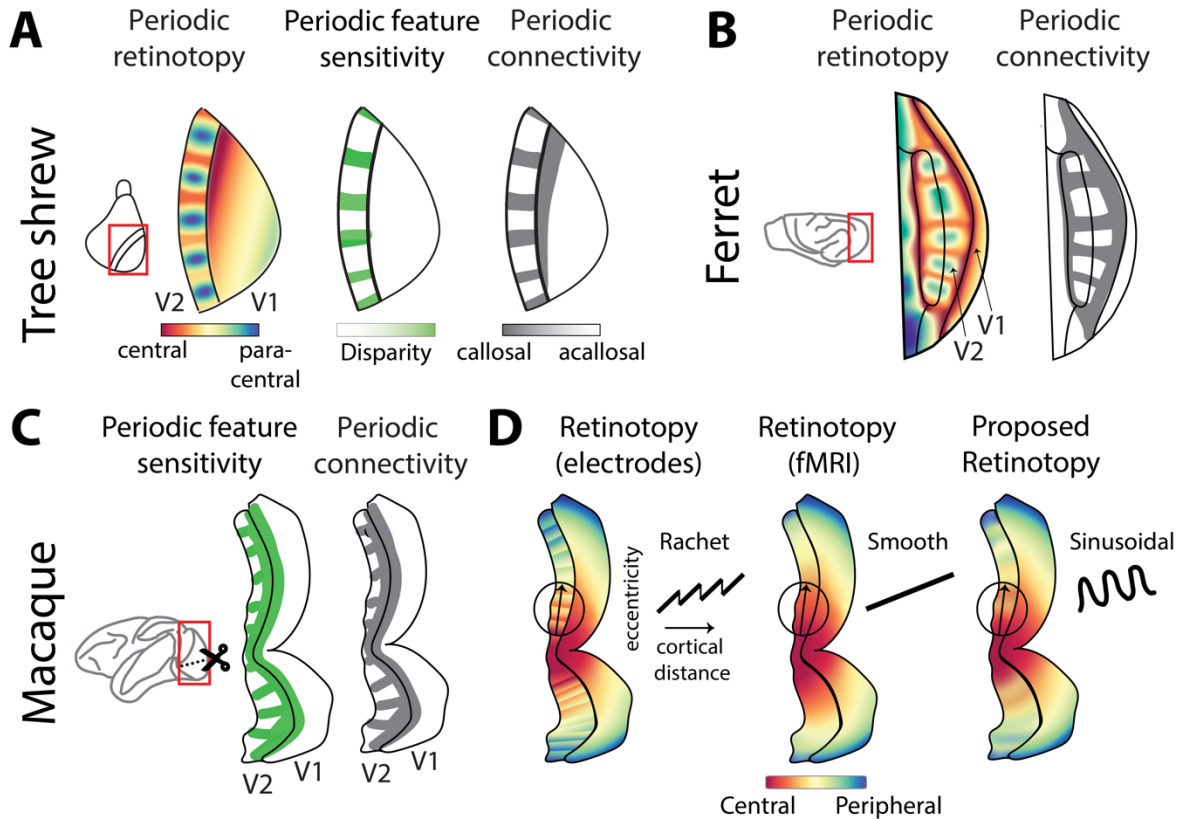 A
Periodic
retinotopy
Periodic feature
sensitivity
Periodic
connectivity
Tree shrew
V2
V1
central
para-
central
Disparity
callosal
acallosal
B
Periodic
retinotopy
Periodic
connectivity
Ferret
V1
V2
C
Periodic feature
sensitivity
Periodic
connectivity
Macaque
V2
V1
V2
V1
D
Retinotopy
(electrodes)
Retinotopy
(fMRI)
Proposed
Retinotopy
eccentricity
Rachet
cortical
distance
Smooth
Sinusoidal
Central
Peripheral